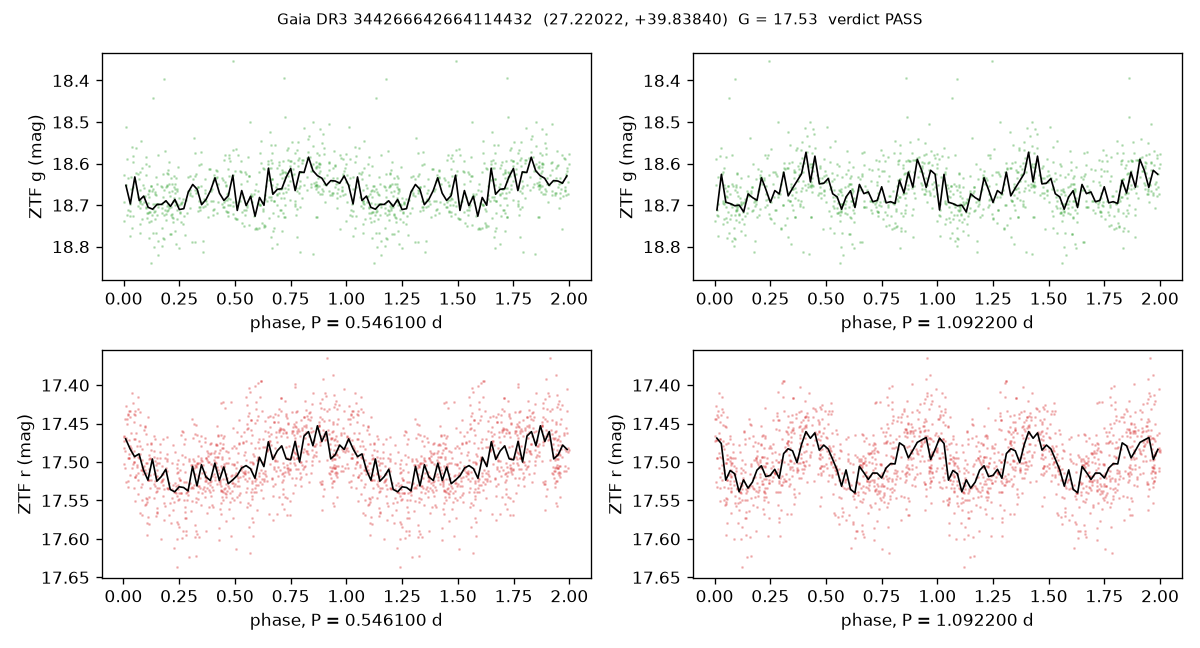 Gaia DR3 344266642664114432 (27.22022, +39.83840) G = 17.53 verdict PASS
ZTF g (mag)
18.4
18.5
18.6
18.7
18.8
0.00 0.25 0.50 0.75 1.00 1.25 1.50 1.75 2.00
phase, P = 0.546100 d
ZTF g (mag)
18.4
18.5
18.6
18.7
18.8
0.00 0.25 0.50 0.75 1.00 1.25 1.50 1.75 2.00
phase, P = 1.092200 d
ZTF r (mag)
17.40
17.45
17.50
17.55
17.60
17.65
0.00 0.25 0.50 0.75 1.00 1.25 1.50 1.75 2.00
phase, P = 0.546100 d
ZTF r (mag)
17.40
17.45
17.50
17.55
17.60
17.65
0.00 0.25 0.50 0.75 1.00 1.25 1.50 1.75 2.00
phase, P = 1.092200 d